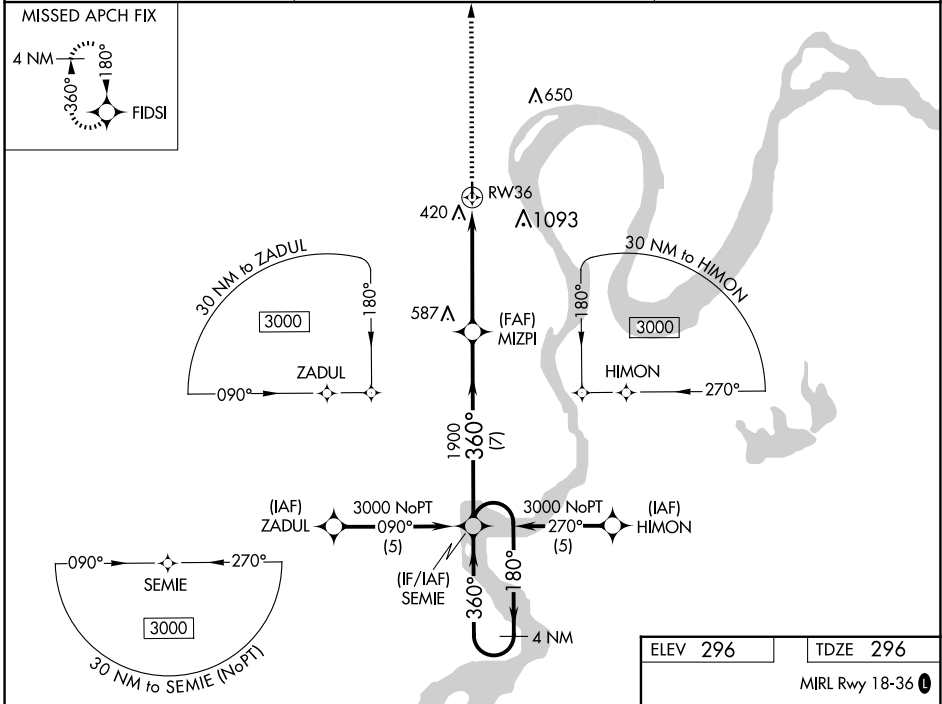 MISSED APCH FIX
4 NM
180°
360°
FIDSI
650
RW36
420
1093
30 NM to ZADUL
180°
3000
ZADUL
090°
587
(FAF)
MIZPI
30 NM to HIMON
180°
3000
HIMON
270°
1900
360°
(7)
(IAF)
ZADUL
3000 NoPT
090°
(5)
3000 NoPT
270°
(5)
(IAF)
HIMON
(IF/IAF)
SEMIE
360°
180°
4 NM
090°
270°
SEMIE
3000
30 NM to SEMIE (NoPT)
ELEV 296
TDZE 296
MIRL Rwy 18-36 L